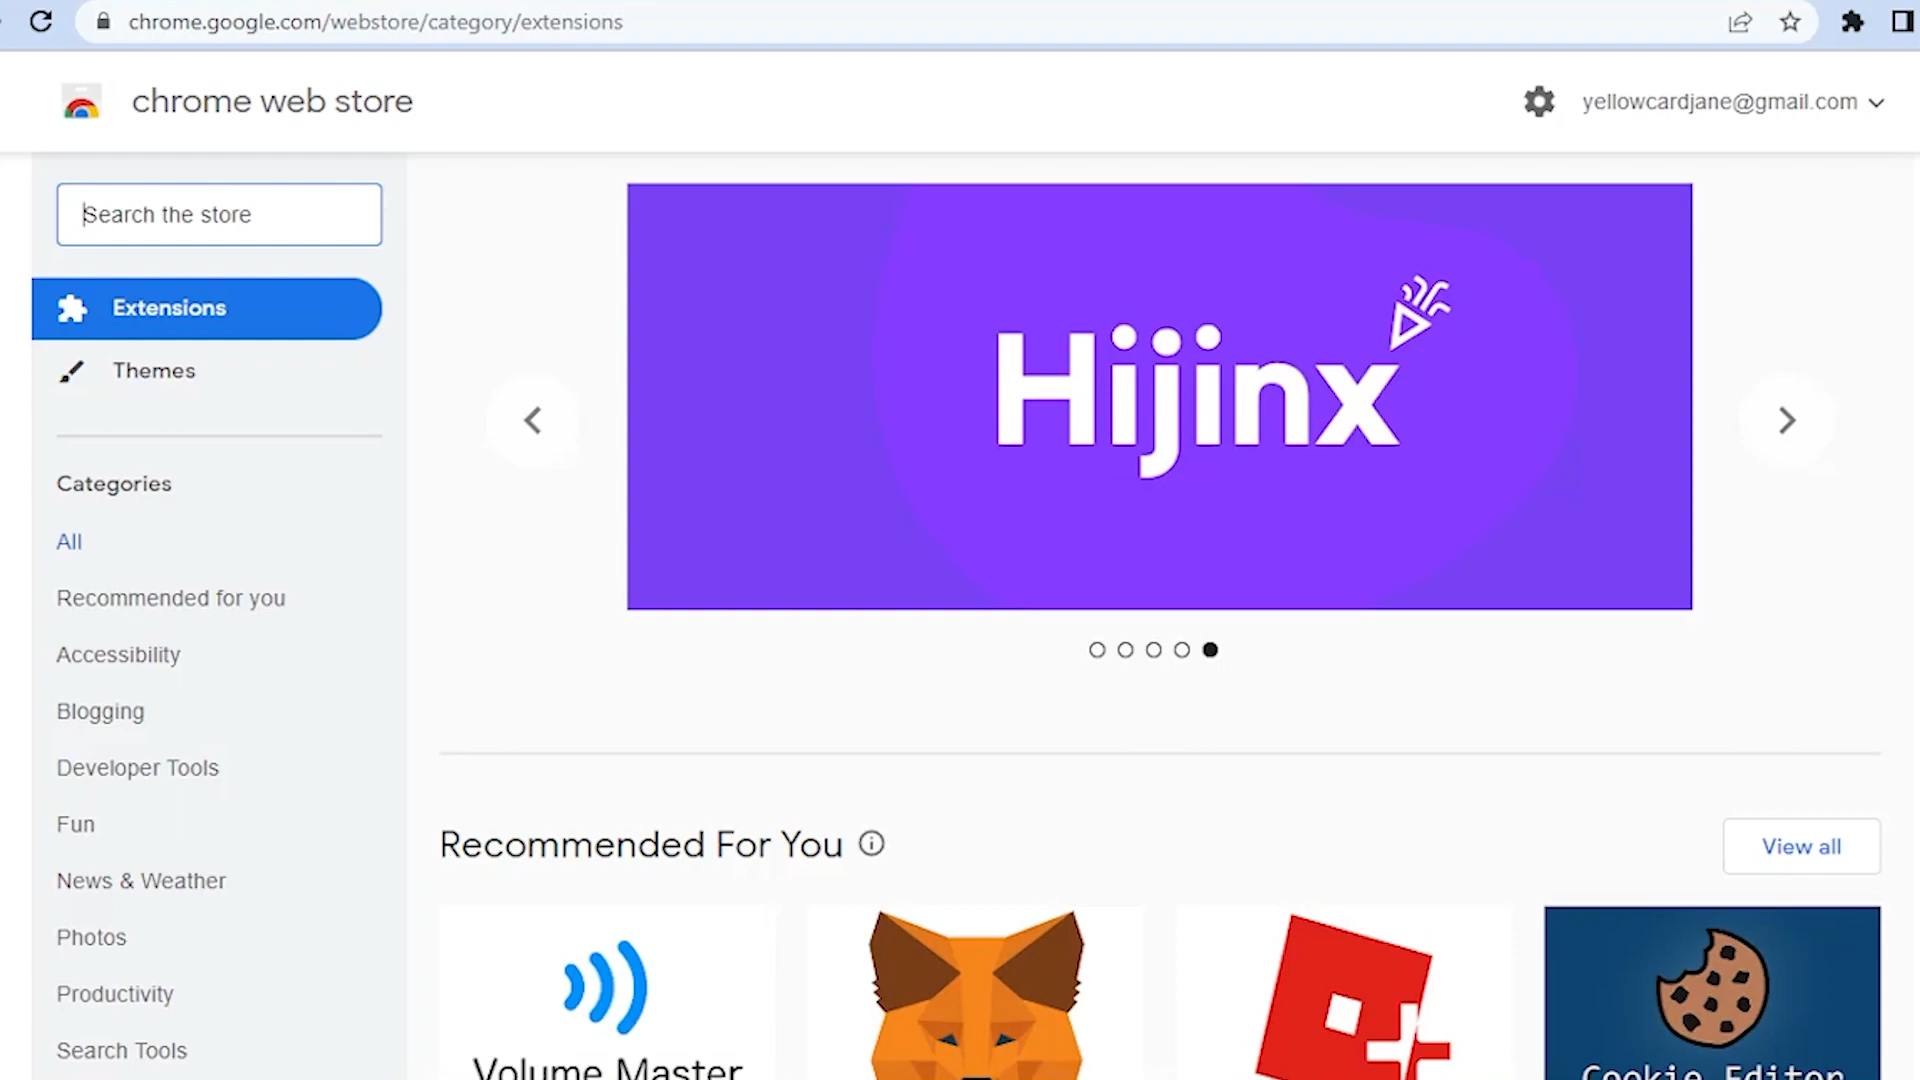 chrome.google.com/webstore/category/extensions
chrome web store
yellowcardjane@gmail.com
Search the store
Extensions
Themes
Categories
All
Recommended for you
Accessibility
Blogging
Developer Tools
Fun
News & Weather
Photos
Productivity
Search Tools
Hijinx
Recommended For You
View all
Volume Master
Cookie Editor